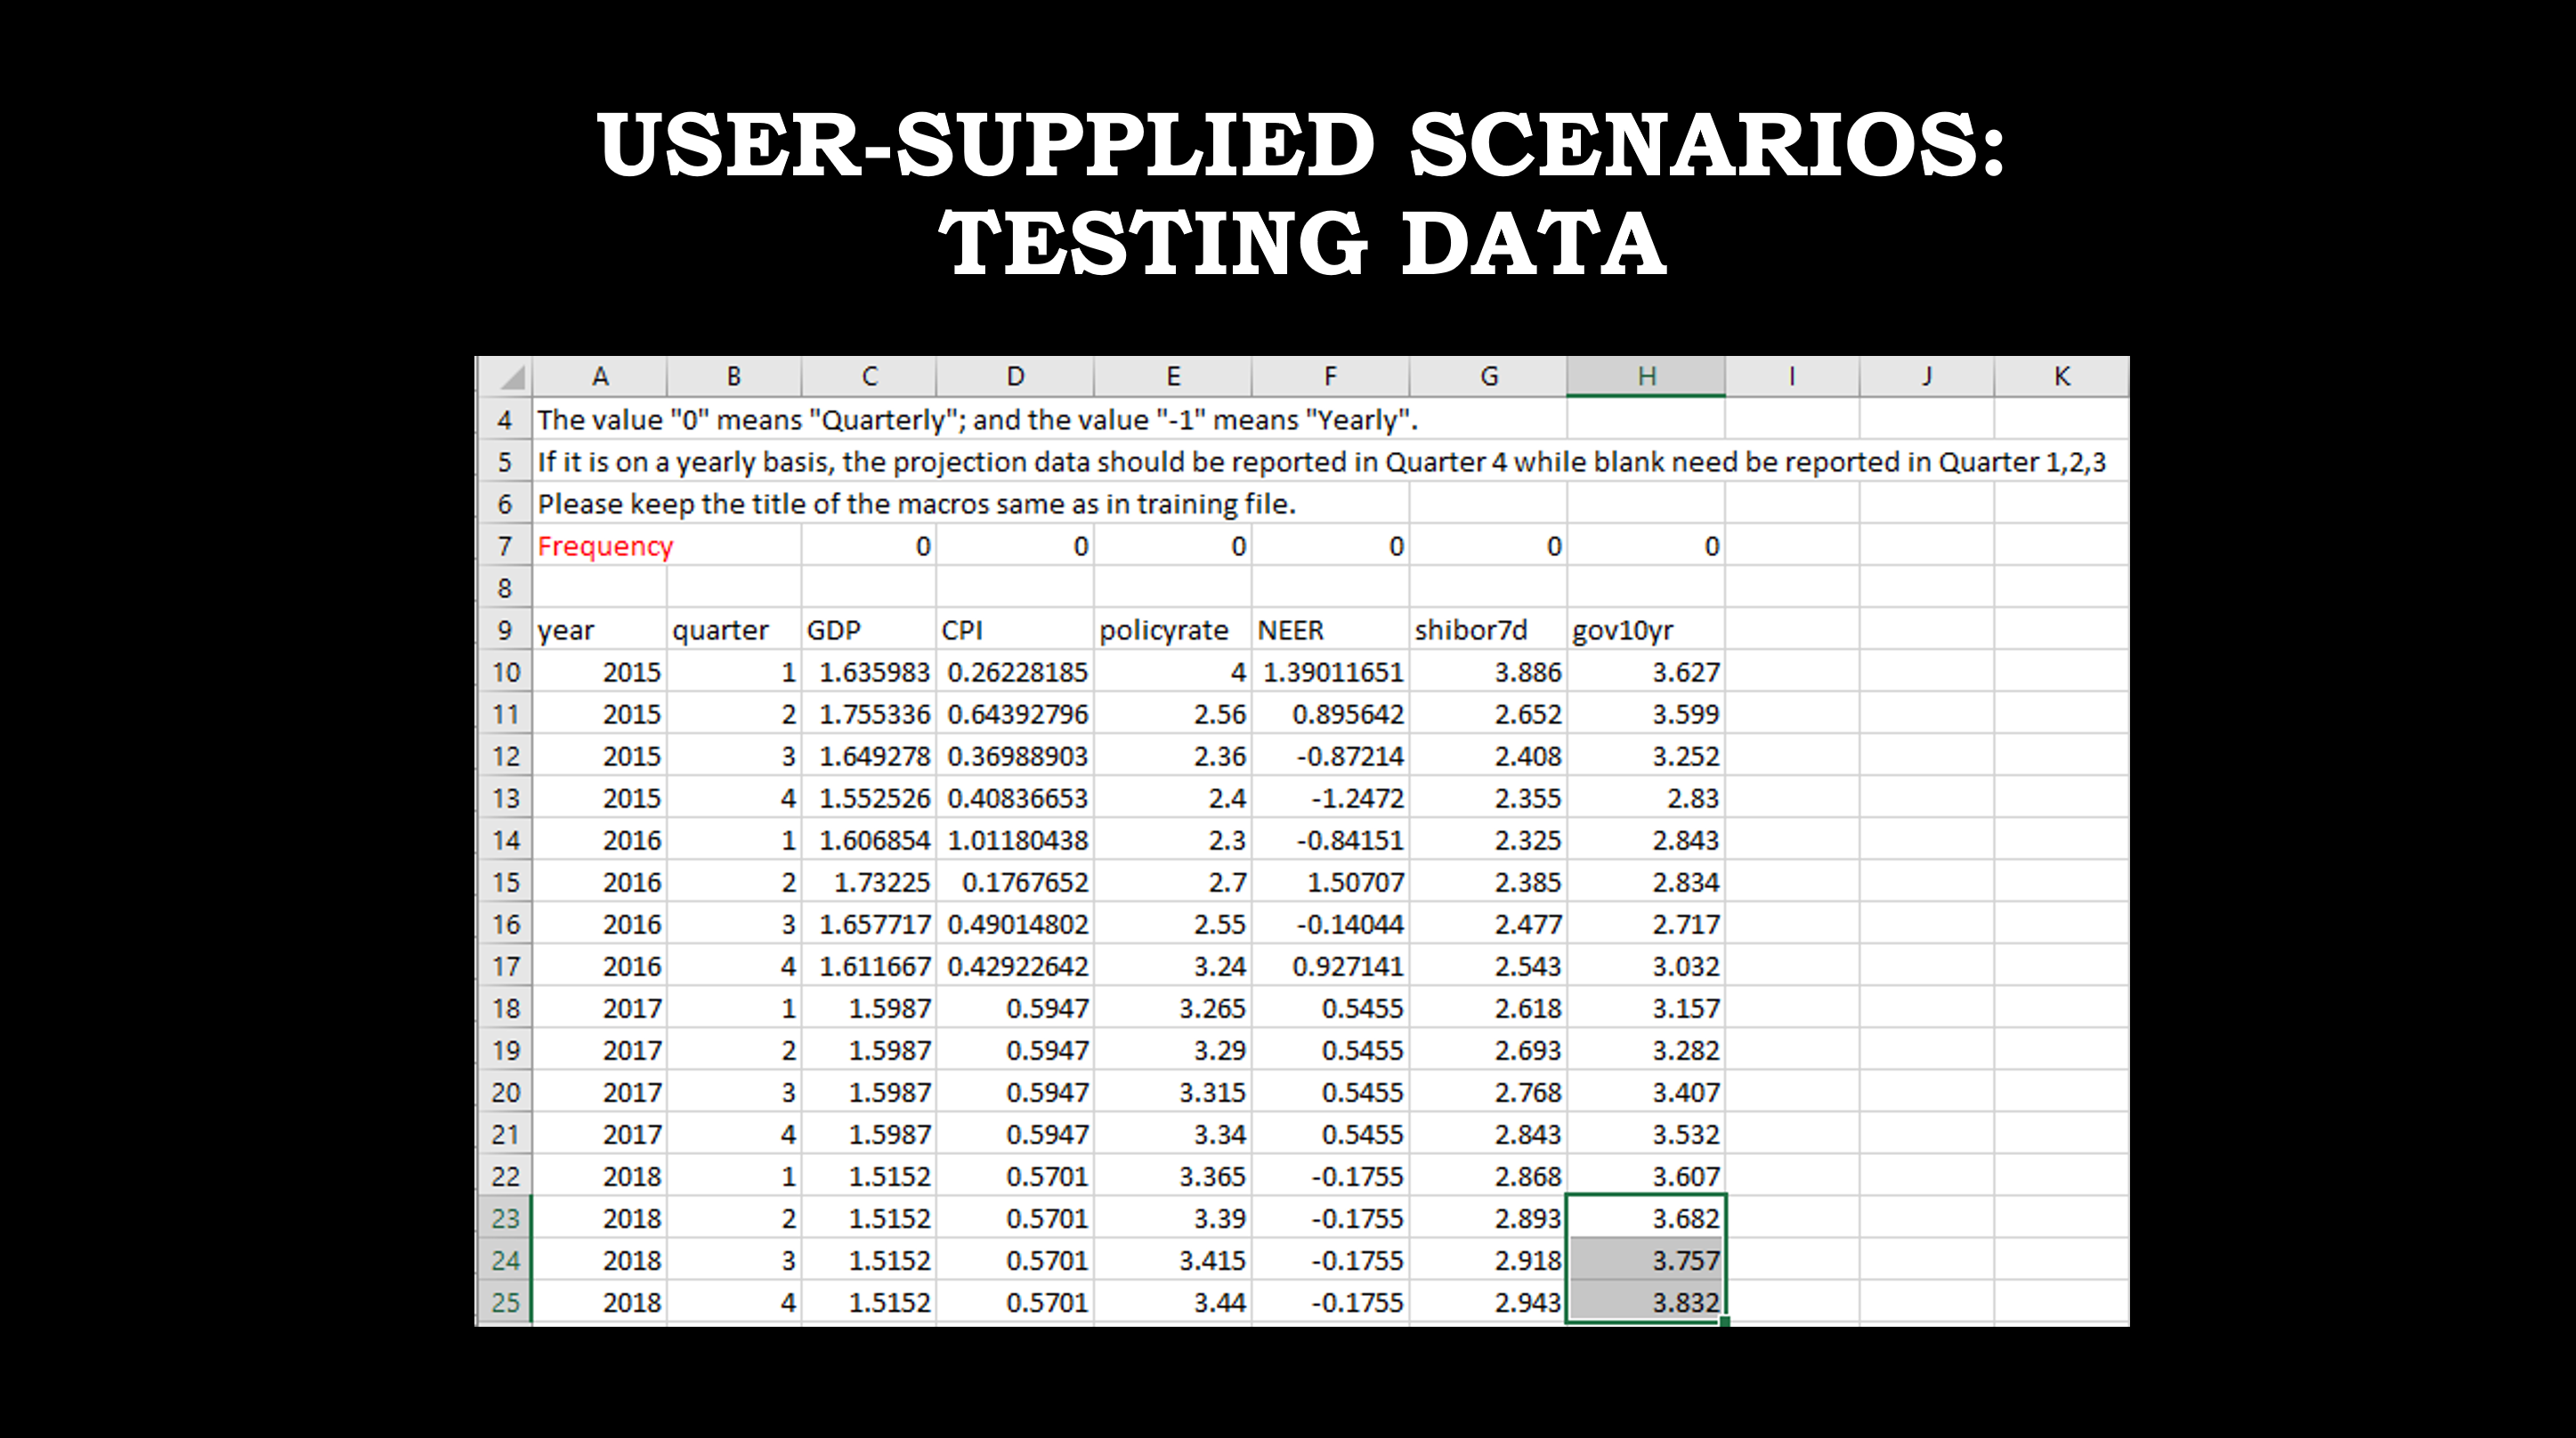 USER-SUPPLIED SCENARIOS:
TESTING DATA
A B C D E F G H I J K
4 The value "0" means "Quarterly"; and the value "-1" means "Yearly".
5 If it is on a yearly basis, the projection data should be reported in Quarter 4 while blank need be reported in Quarter 1,2,3
6 Please keep the title of the macros same as in training file.
7 Frequency 0 0 0 0 0 0
8
9 year quarter GDP CPI policyrate NEER shibor7d gov10yr
10 2015 1 1.635983 0.26228185 4 1.39011651 3.886 3.627
11 2015 2 1.755336 0.64392796 2.56 0.895642 2.652 3.599
12 2015 3 1.649278 0.36988903 2.36 -0.87214 2.408 3.252
13 2015 4 1.552526 0.40836653 2.4 -1.2472 2.355 2.83
14 2016 1 1.606854 1.01180438 2.3 -0.84151 2.325 2.843
15 2016 2 1.73225 0.1767652 2.7 1.50707 2.385 2.834
16 2016 3 1.657717 0.49014802 2.55 -0.14044 2.477 2.717
17 2016 4 1.611667 0.42922642 3.24 0.927141 2.543 3.032
18 2017 1 1.5987 0.5947 3.265 0.5455 2.618 3.157
19 2017 2 1.5987 0.5947 3.29 0.5455 2.693 3.282
20 2017 3 1.5987 0.5947 3.315 0.5455 2.768 3.407
21 2017 4 1.5987 0.5947 3.34 0.5455 2.843 3.532
22 2018 1 1.5152 0.5701 3.365 -0.1755 2.868 3.607
23 2018 2 1.5152 0.5701 3.39 -0.1755 2.893 3.682
24 2018 3 1.5152 0.5701 3.415 -0.1755 2.918 3.757
25 2018 4 1.5152 0.5701 3.44 -0.1755 2.943 3.832